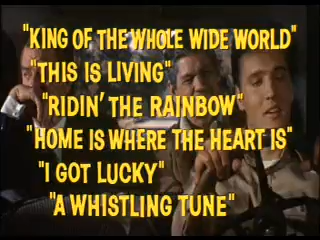 "KING OF THE WHOLE WIDE WORLD"
"THIS IS LIVING"
"RIDIN' THE RAINBOW"
"HOME IS WHERE THE HEART IS"
"I GOT LUCKY"
"A WHISTLING TUNE"